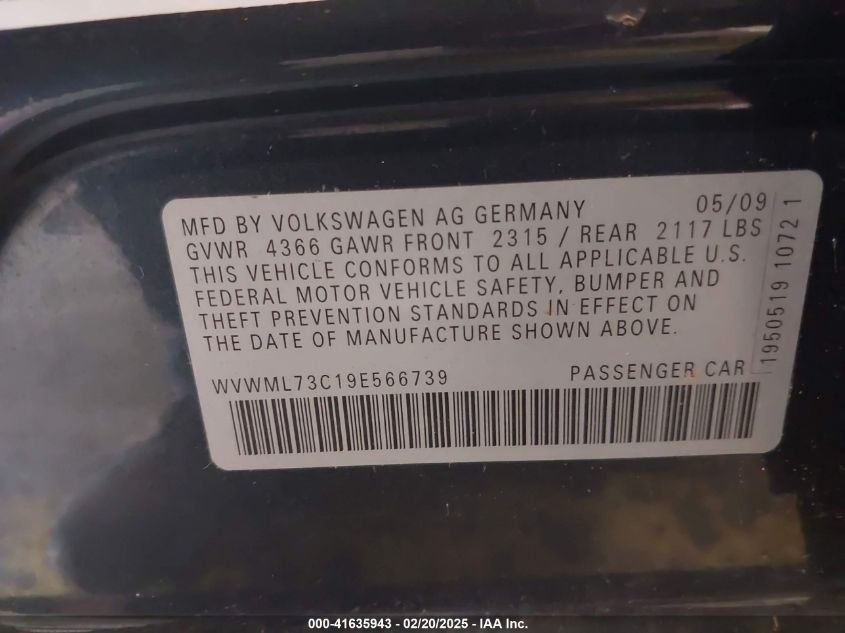 MFD BY VOLKSWAGEN AG GERMANY 05/09
GVWR 4366 GAWR FRONT 2315 / REAR 2117 LBS
THIS VEHICLE CONFORMS TO ALL APPLICABLE U.S.
FEDERAL MOTOR VEHICLE SAFETY, BUMPER AND
THEFT PREVENTION STANDARDS IN EFFECT ON
THE DATE OF MANUFACTURE SHOWN ABOVE.
WVWML73C19E566739 PASSENGER CAR
1950519 1072 1
000-41635943 - 02/20/2025 - IAA Inc.